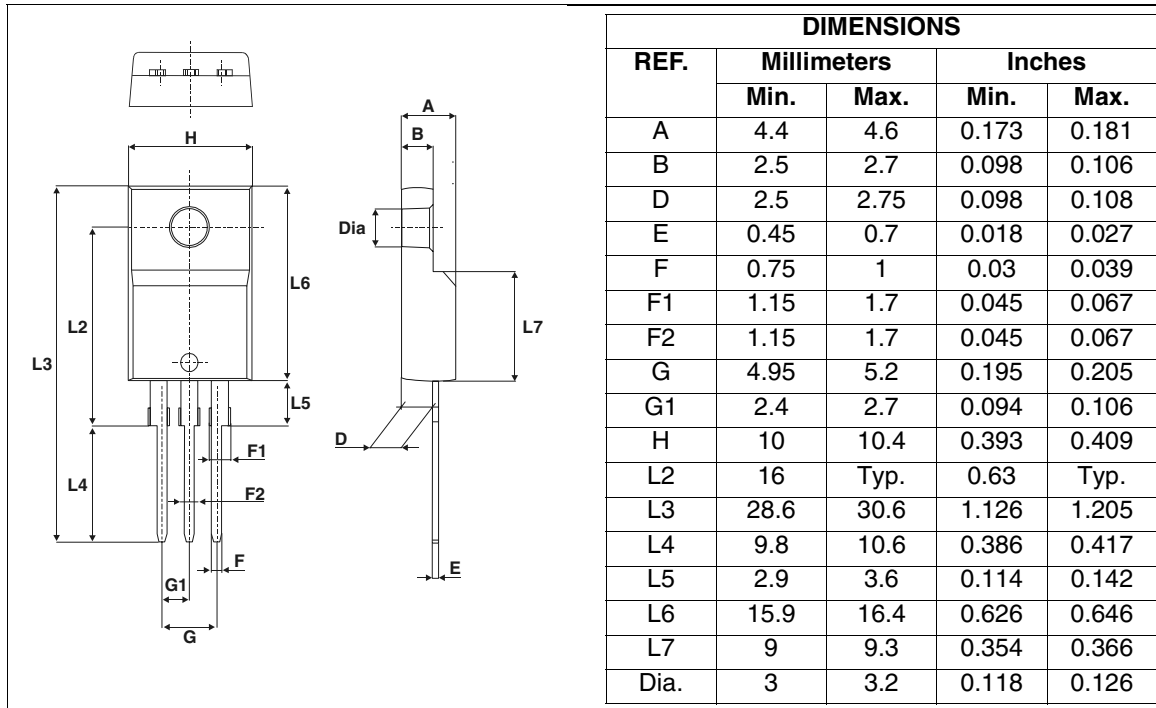 A
B
H
Dia
L6
L2
L7
L3
L5
D
F1
L4
F2
F
E
G1
G
DIMENSIONS
REF. Millimeters Inches
Min. Max. Min. Max.
A 4.4 4.6 0.173 0.181
B 2.5 2.7 0.098 0.106
D 2.5 2.75 0.098 0.108
E 0.45 0.7 0.018 0.027
F 0.75 1 0.03 0.039
F1 1.15 1.7 0.045 0.067
F2 1.15 1.7 0.045 0.067
G 4.95 5.2 0.195 0.205
G1 2.4 2.7 0.094 0.106
H 10 10.4 0.393 0.409
L2 16 Typ. 0.63 Typ.
L3 28.6 30.6 1.126 1.205
L4 9.8 10.6 0.386 0.417
L5 2.9 3.6 0.114 0.142
L6 15.9 16.4 0.626 0.646
L7 9 9.3 0.354 0.366
Dia. 3 3.2 0.118 0.126